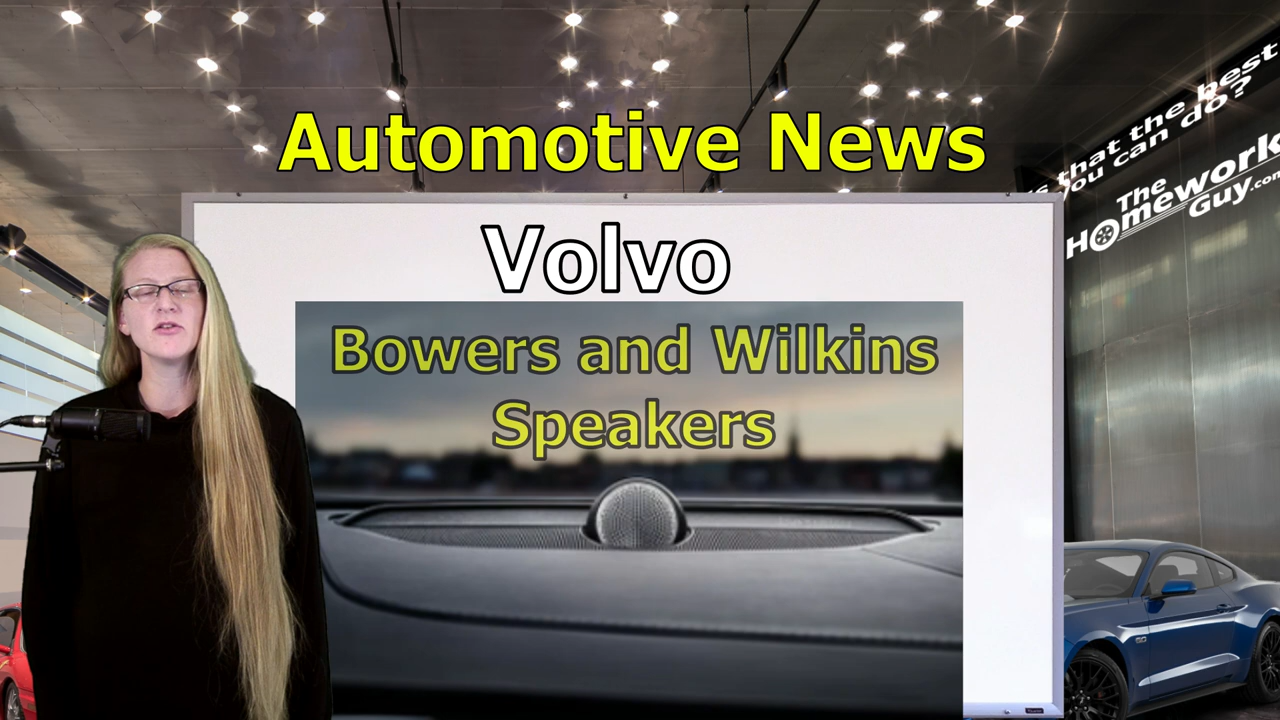 Automotive News
Volvo
Bowers and Wilkins
Speakers
Is that the best
you can do?
The
Homework
Guy.com